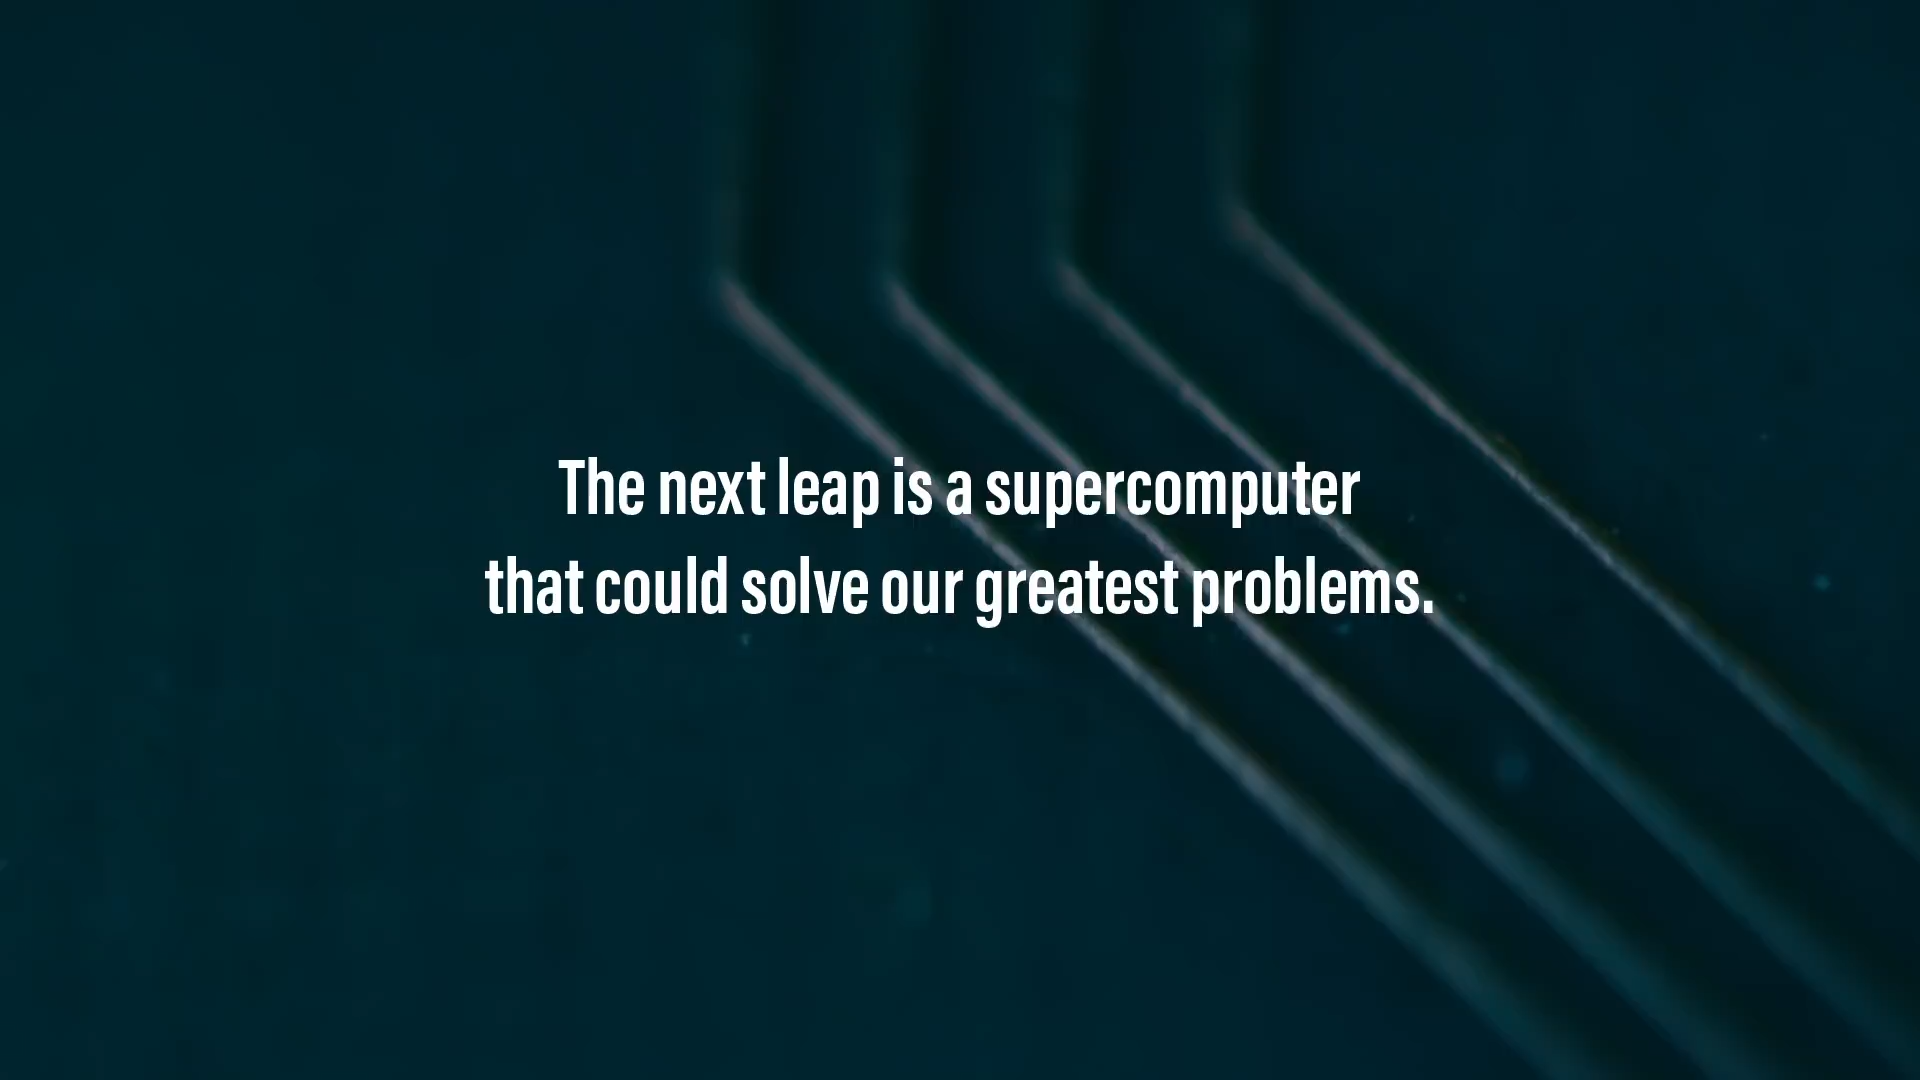 The next leap is a supercomputer
that could solve our greatest problems.